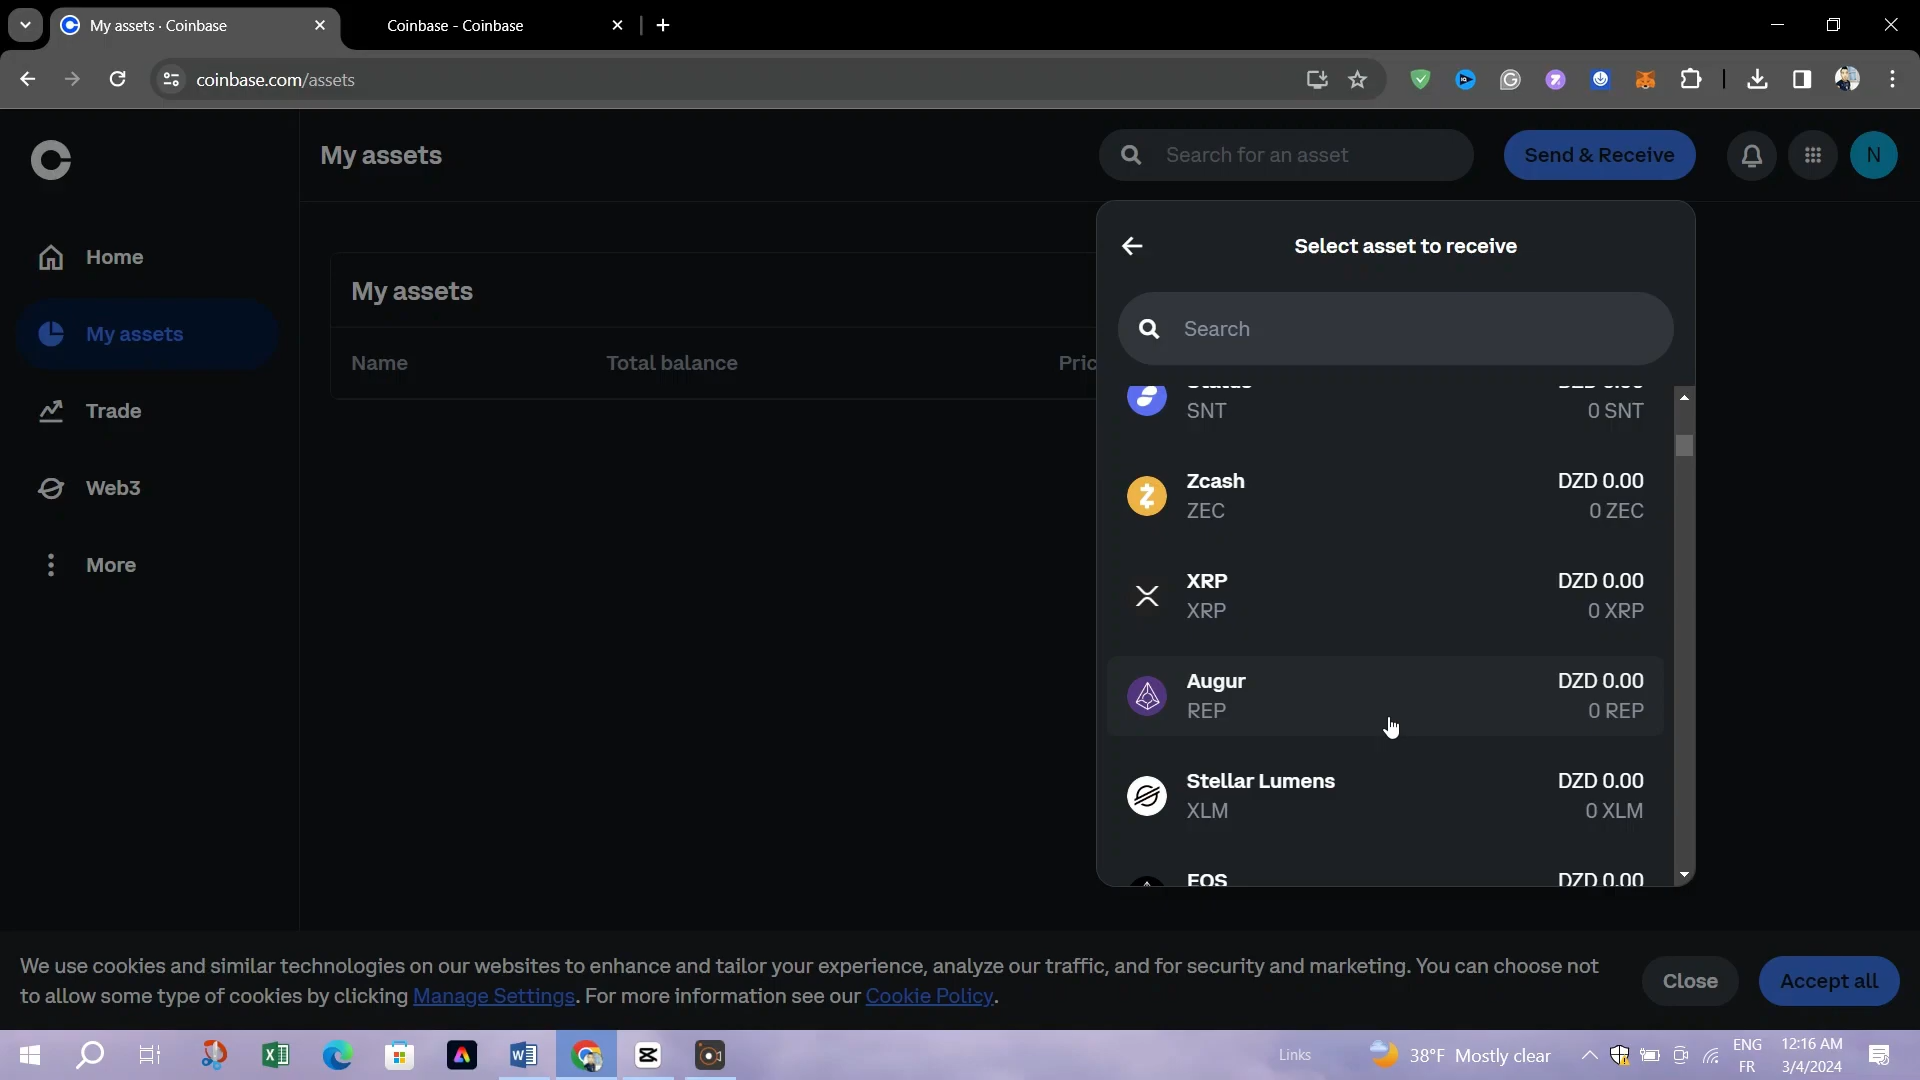 My assets · Coinbase
Coinbase - Coinbase
coinbase.com/assets
My assets
Search for an asset
Send & Receive
N
Home
My assets
Trade
Web3
More
My assets
Name
Total balance
Pric
Select asset to receive
Search
Status DZD 0.00
SNT 0 SNT
Zcash DZD 0.00
ZEC 0 ZEC
XRP DZD 0.00
XRP 0 XRP
Augur DZD 0.00
REP 0 REP
Stellar Lumens DZD 0.00
XLM 0 XLM
EOS DZD 0.00
We use cookies and similar technologies on our websites to enhance and tailor your experience, analyze our traffic, and for security and marketing. You can choose not
to allow some type of cookies by clicking Manage Settings. For more information see our Cookie Policy.
Close
Accept all
Links
38°F Mostly clear
ENG
FR
12:16 AM
3/4/2024